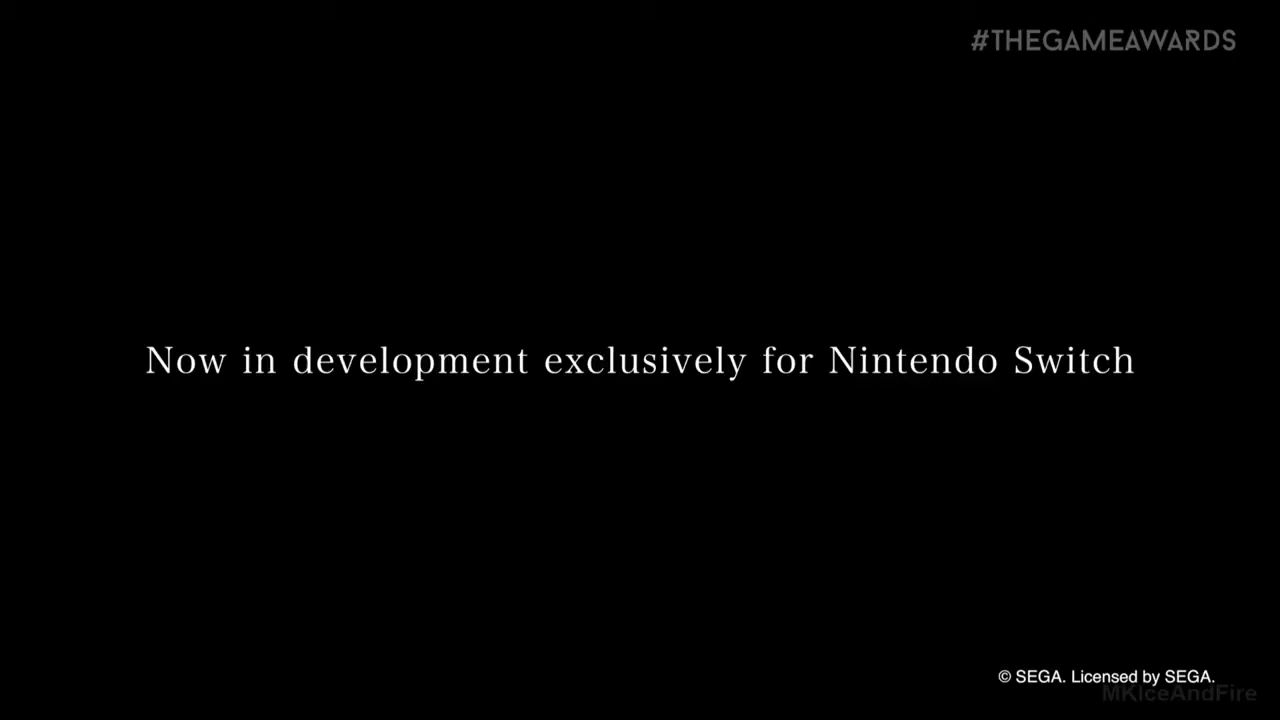 #THEGAMEAWARDS
Now in development exclusively for Nintendo Switch
© SEGA. Licensed by SEGA.
MKIceAndFire